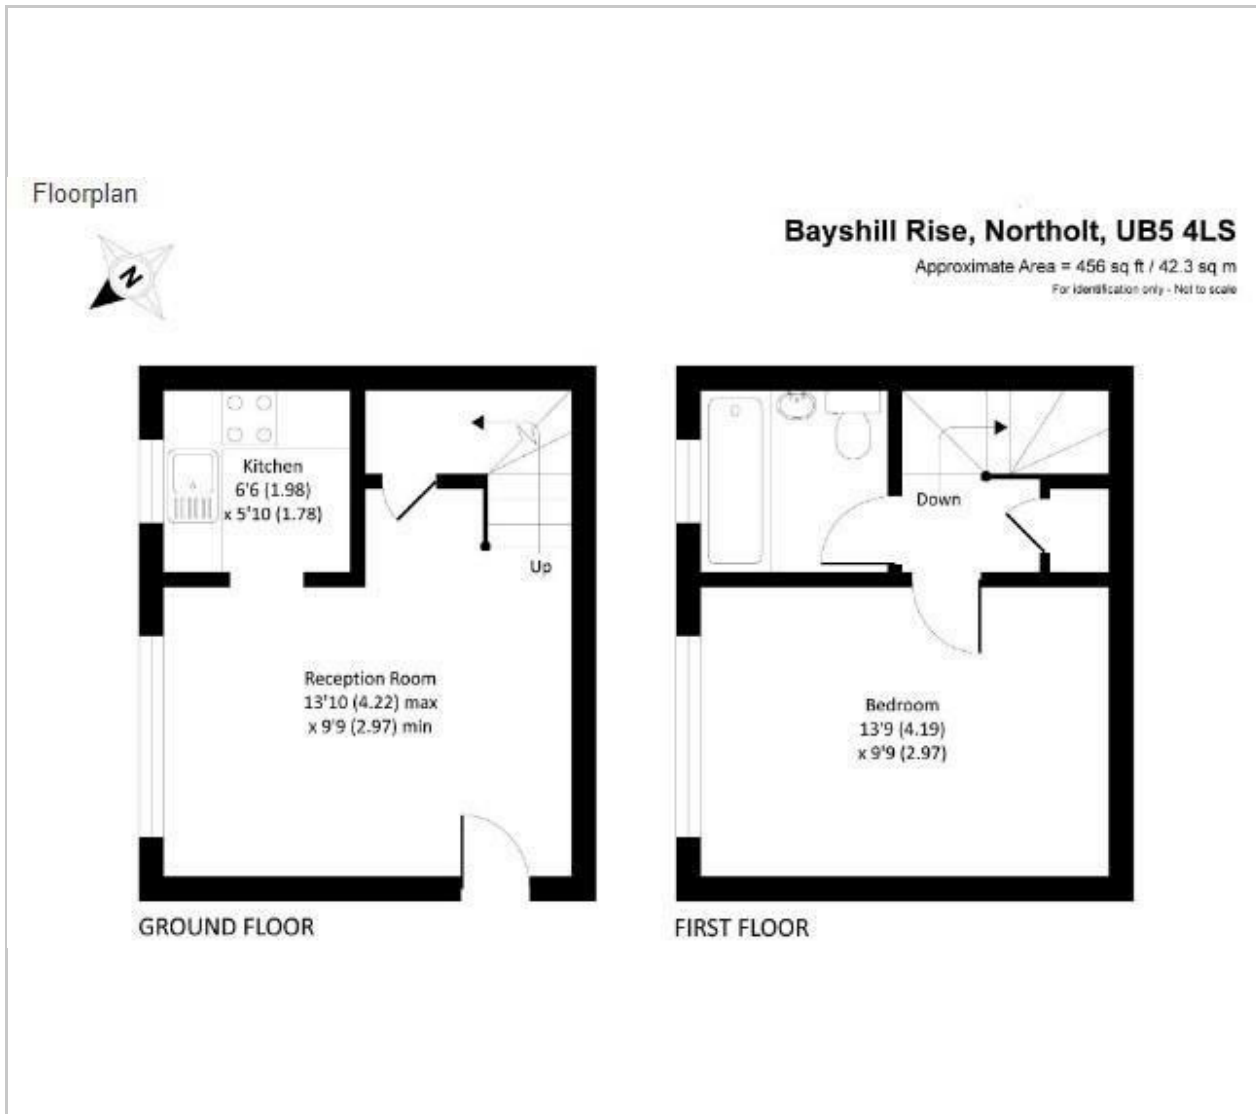 Floorplan
Bayshill Rise, Northolt, UB5 4LS
Approximate Area = 456 sq ft / 42.3 sq m
For identification only - Not to scale
N
Kitchen
6'6 (1.98)
x 5'10 (1.78)
Up
Reception Room
13'10 (4.22) max
x 9'9 (2.97) min
GROUND FLOOR
Down
Bedroom
13'9 (4.19)
x 9'9 (2.97)
FIRST FLOOR